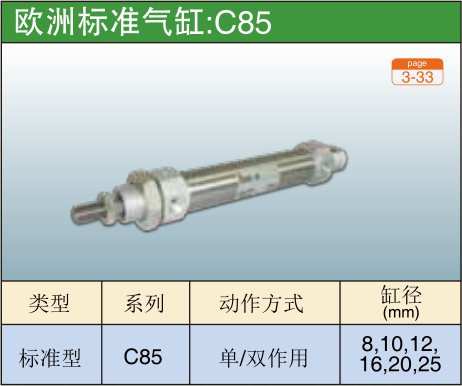 欧洲标准气缸:C85
page
3-33
类型 系列 动作方式 缸径
(mm)
标准型 C85 单/双作用 8,10,12,
16,20,25